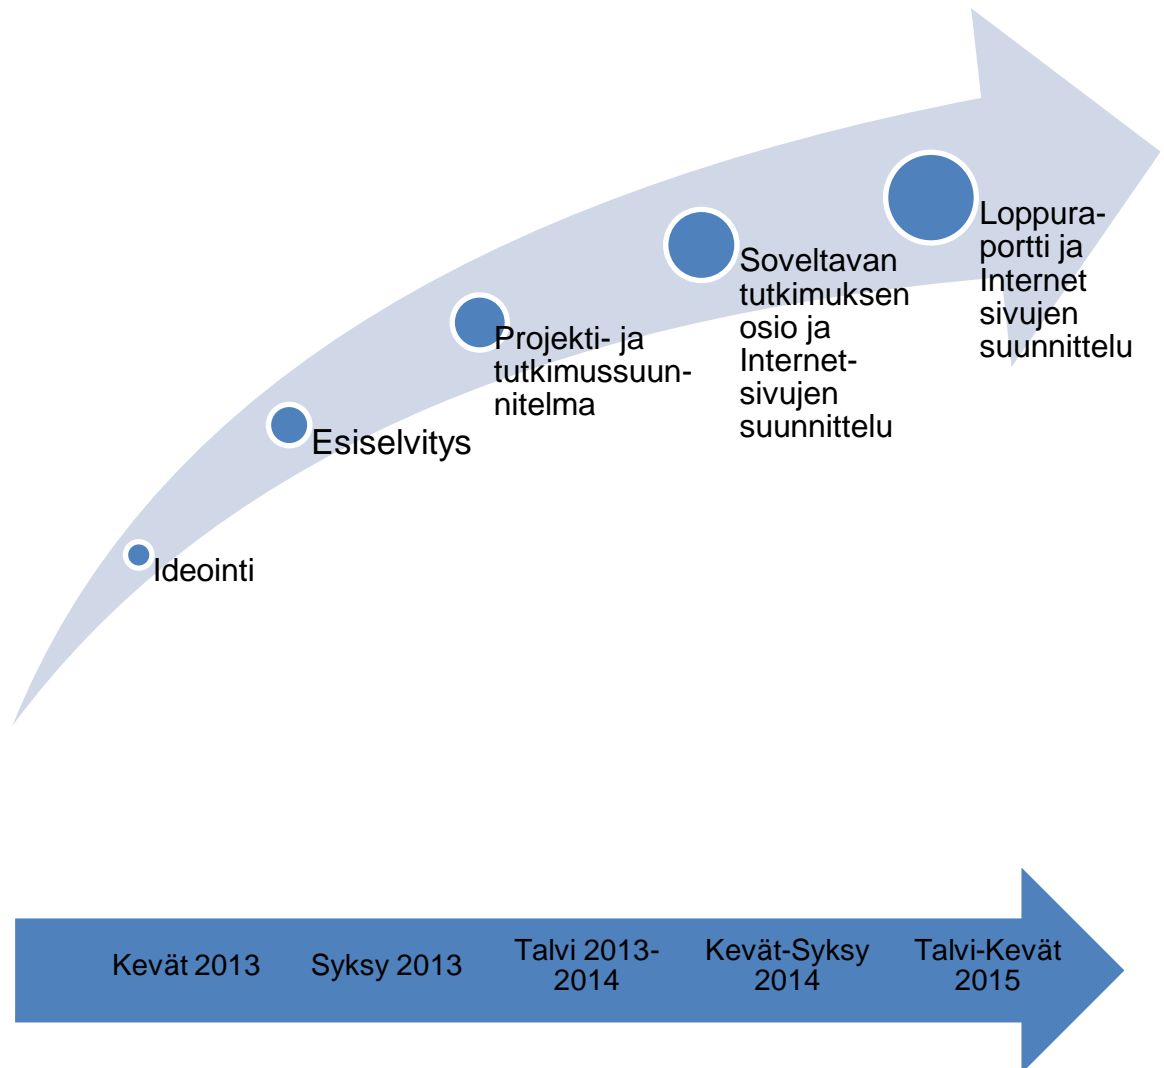 Loppura-
portti ja
Internet
sivujen
suunnittelu
Soveltavan
tutkimuksen
osio ja
Internet-
sivujen
suunnittelu
Projekti- ja
tutkimussuun-
nitelma
Esiselvitys
Ideointi
Kevät 2013
Syksy 2013
Talvi 2013-
2014
Kevät-Syksy
2014
Talvi-Kevät
2015